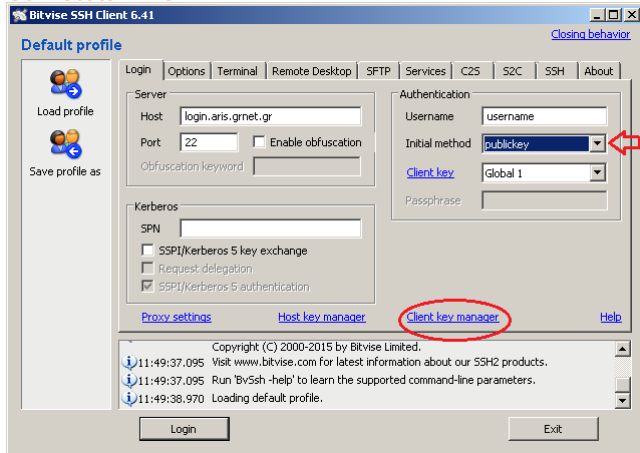 Bitvise SSH Client 6.41
Default profile
Closing behavior
Load profile
Save profile as
Login Options Terminal Remote Desktop SFTP Services C2S S2C SSH About
Server
Host login.aris.grnet.gr
Port 22 Enable obfuscation
Obfuscation keyword
Kerberos
SPN
SSPI/Kerberos 5 key exchange
Request delegation
SSPI/Kerberos 5 authentication
Authentication
Username username
Initial method publickey
Client key Global 1
Passphrase
Proxy settings Host key manager Client key manager Help
Copyright (C) 2000-2015 by Bitvise Limited.
11:49:37.095 Visit www.bitvise.com for latest information about our SSH2 products.
11:49:37.095 Run 'BvSsh -help' to learn the supported command-line parameters.
11:49:38.970 Loading default profile.
Login Exit